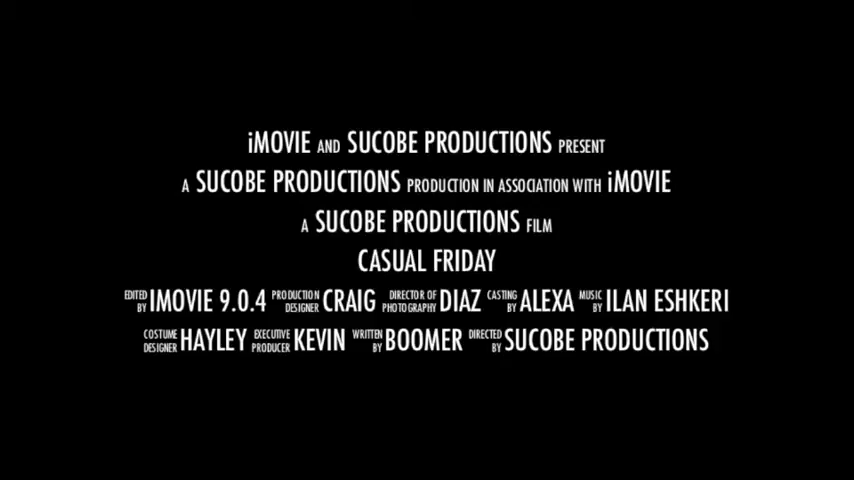 iMOVIE AND SUCOBE PRODUCTIONS PRESENT
A SUCOBE PRODUCTIONS PRODUCTION IN ASSOCIATION WITH iMOVIE
A SUCOBE PRODUCTIONS FILM
CASUAL FRIDAY
EDITED BY IMOVIE 9.0.4 PRODUCTION DESIGNER CRAIG DIRECTOR OF PHOTOGRAPHY DIAZ CASTING BY ALEXA MUSIC BY ILAN ESHKERI
COSTUME DESIGNER HAYLEY EXECUTIVE PRODUCER KEVIN WRITTEN BY BOOMER DIRECTED BY SUCOBE PRODUCTIONS